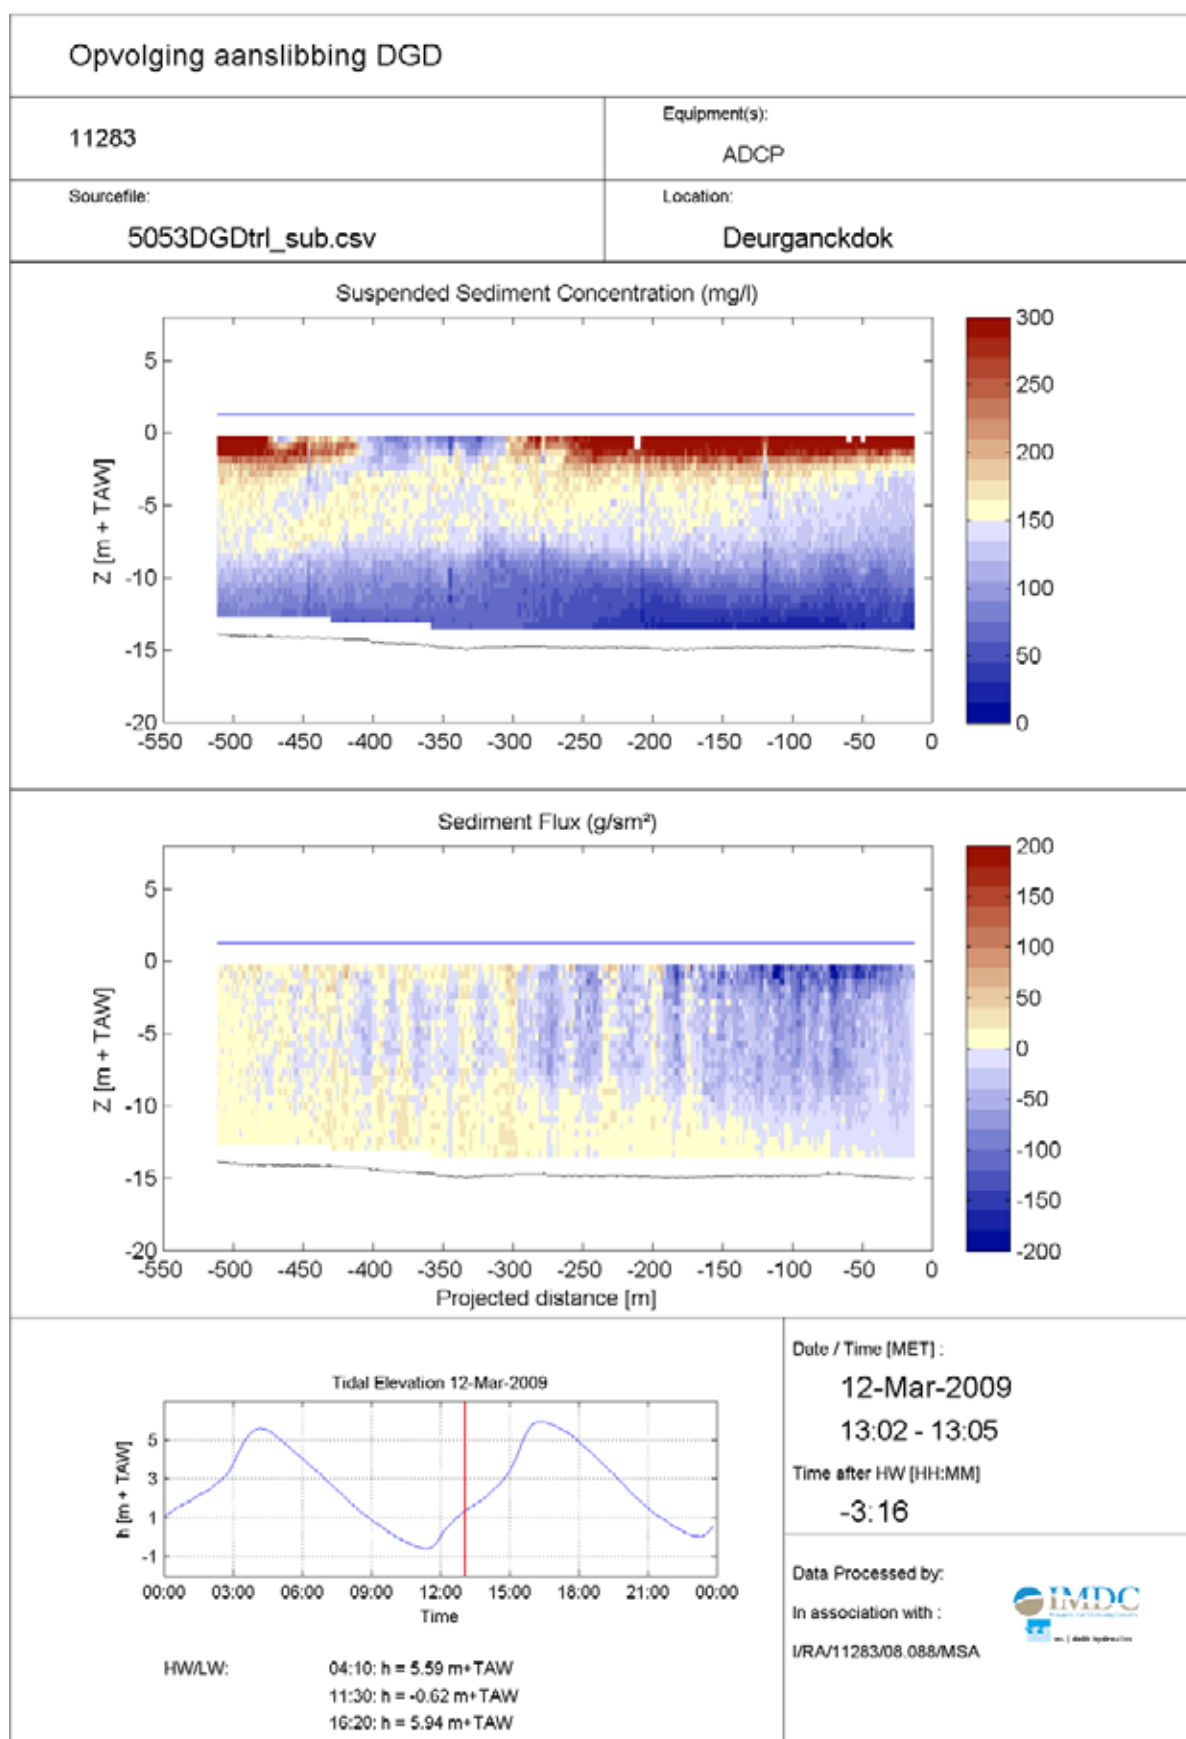 Opvolging aanslibbing DGD
11283
Equipment(s):
ADCP
Sourcefile:
5053DGDtrl_sub.csv
Location:
Deurganckdok
Suspended Sediment Concentration (mg/l)
5
0
-5
-10
-15
-20
Z [m + TAW]
-550 -500 -450 -400 -350 -300 -250 -200 -150 -100 -50 0
300
250
200
150
100
50
0
Sediment Flux (g/sm²)
5
0
-5
-10
-15
-20
Z [m + TAW]
-550 -500 -450 -400 -350 -300 -250 -200 -150 -100 -50 0
Projected distance [m]
200
150
100
50
0
-50
-100
-150
-200
Tidal Elevation 12-Mar-2009
5
3
1
-1
h [m + TAW]
00:00 03:00 06:00 09:00 12:00 15:00 18:00 21:00 00:00
Time
HW/LW:
04:10: h = 5.59 m+TAW
11:30: h = -0.62 m+TAW
16:20: h = 5.94 m+TAW
Date / Time [MET] :
12-Mar-2009
13:02 - 13:05
Time after HW [HH:MM]
-3:16
Data Processed by:
In association with :
I/RA/11283/08.088/MSA
IMDC
wl | delft hydraulics